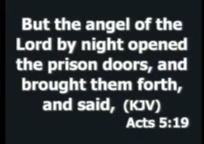 But the angel of the
Lord by night opened
the prison doors, and
brought them forth,
and said, (KJV)
Acts 5:19